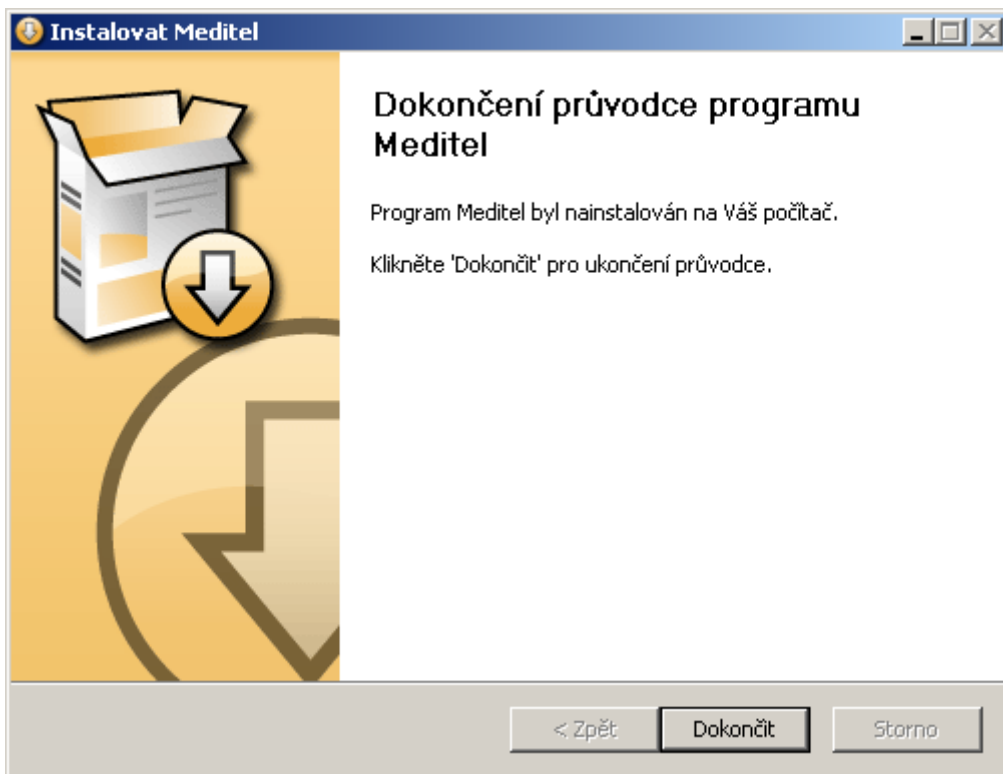 Instalovat Meditel
Dokončení průvodce programu
Meditel
Program Meditel byl nainstalován na Váš počítač.
Klikněte 'Dokončit' pro ukončení průvodce.
< Zpět
Dokončit
Storno